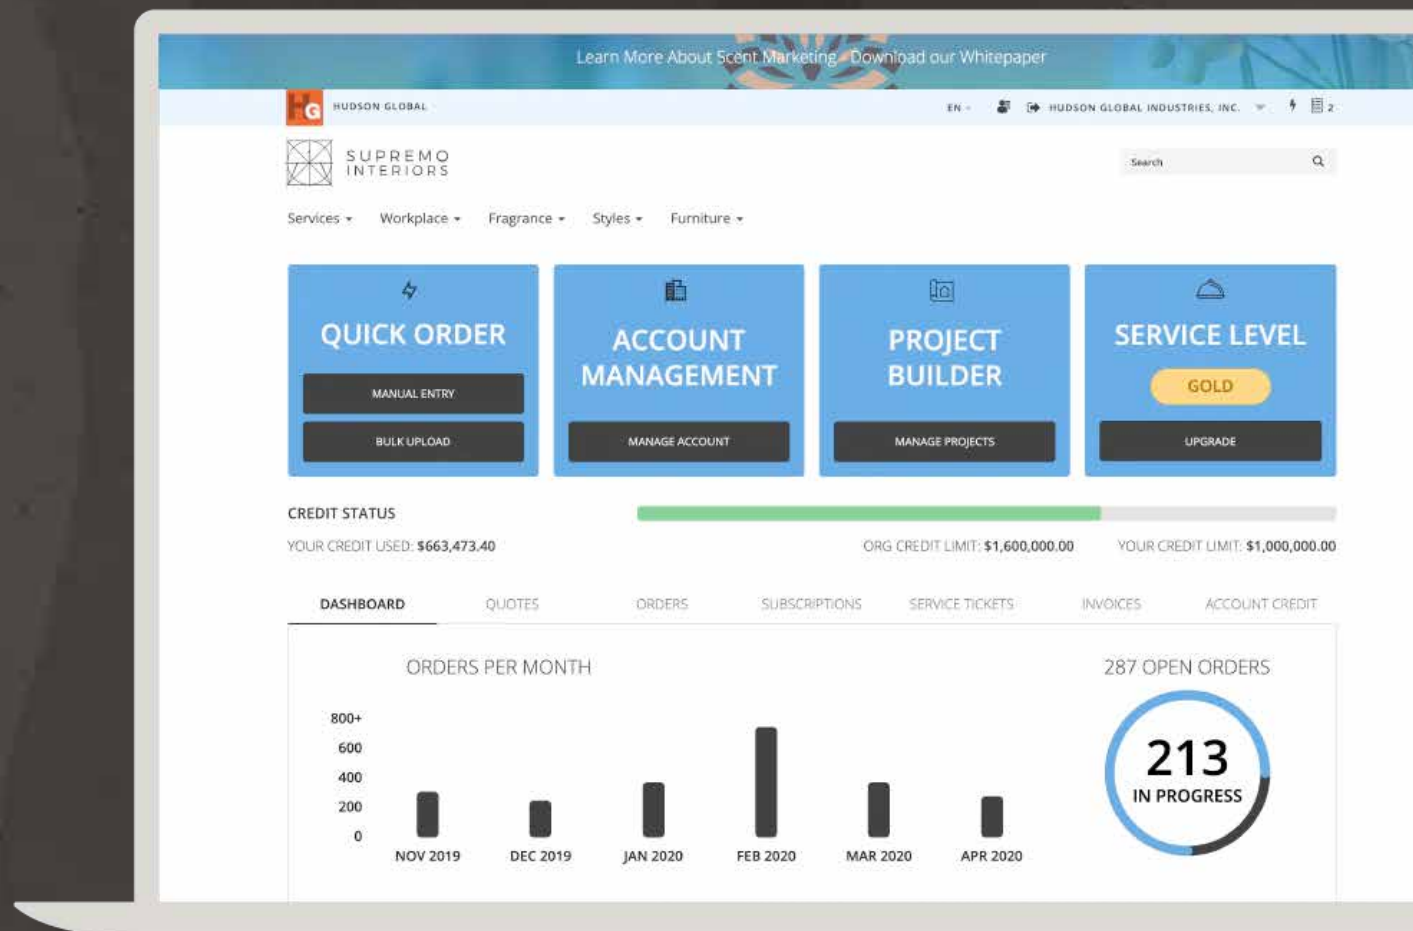 Learn More About Scent Marketing - Download our Whitepaper
HG
HUDSON GLOBAL
EN
HUDSON GLOBAL INDUSTRIES, INC.
2
SUPREMO
INTERIORS
Search
Services
Workplace
Fragrance
Styles
Furniture
QUICK ORDER
MANUAL ENTRY
BULK UPLOAD
ACCOUNT
MANAGEMENT
MANAGE ACCOUNT
PROJECT
BUILDER
MANAGE PROJECTS
SERVICE LEVEL
GOLD
UPGRADE
CREDIT STATUS
YOUR CREDIT USED: $663,473.40
ORG CREDIT LIMIT: $1,600,000.00
YOUR CREDIT LIMIT: $1,000,000.00
DASHBOARD
QUOTES
ORDERS
SUBSCRIPTIONS
SERVICE TICKETS
INVOICES
ACCOUNT CREDIT
ORDERS PER MONTH
800+
600
400
200
0
NOV 2019
DEC 2019
JAN 2020
FEB 2020
MAR 2020
APR 2020
287 OPEN ORDERS
213
IN PROGRESS